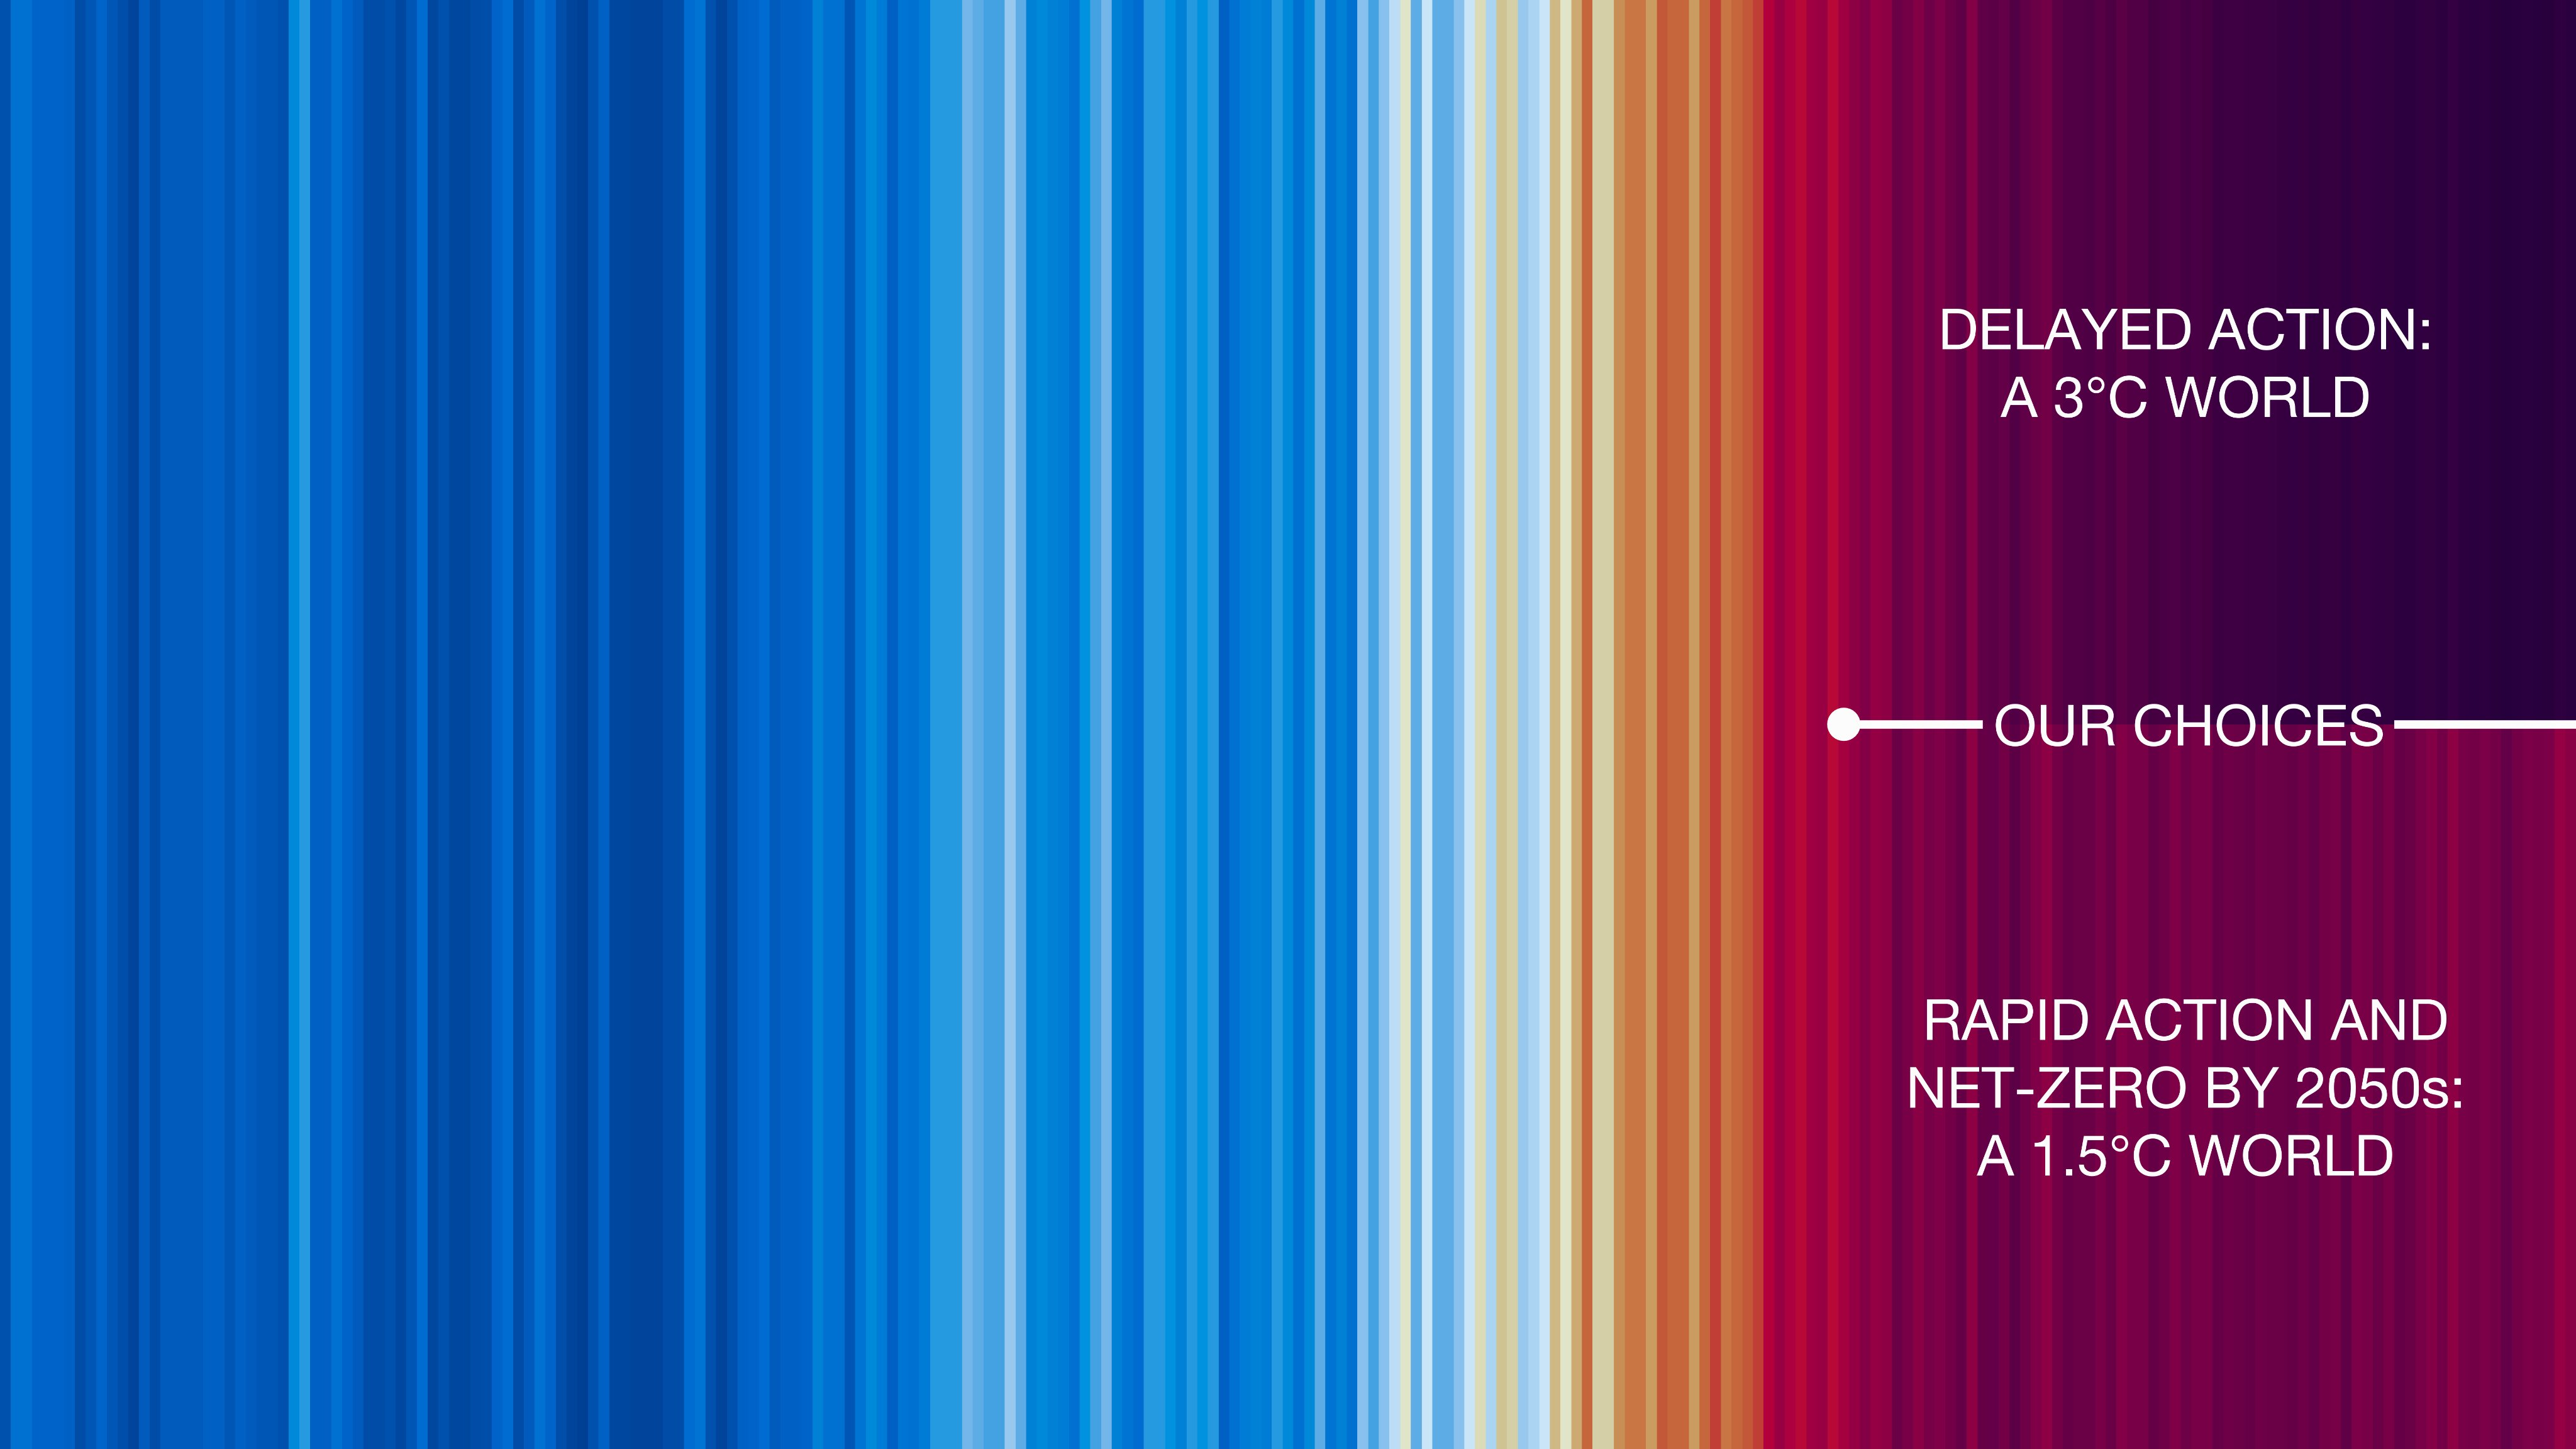 DELAYED ACTION:
A 3°C WORLD
OUR CHOICES
RAPID ACTION AND
NET-ZERO BY 2050s:
A 1.5°C WORLD